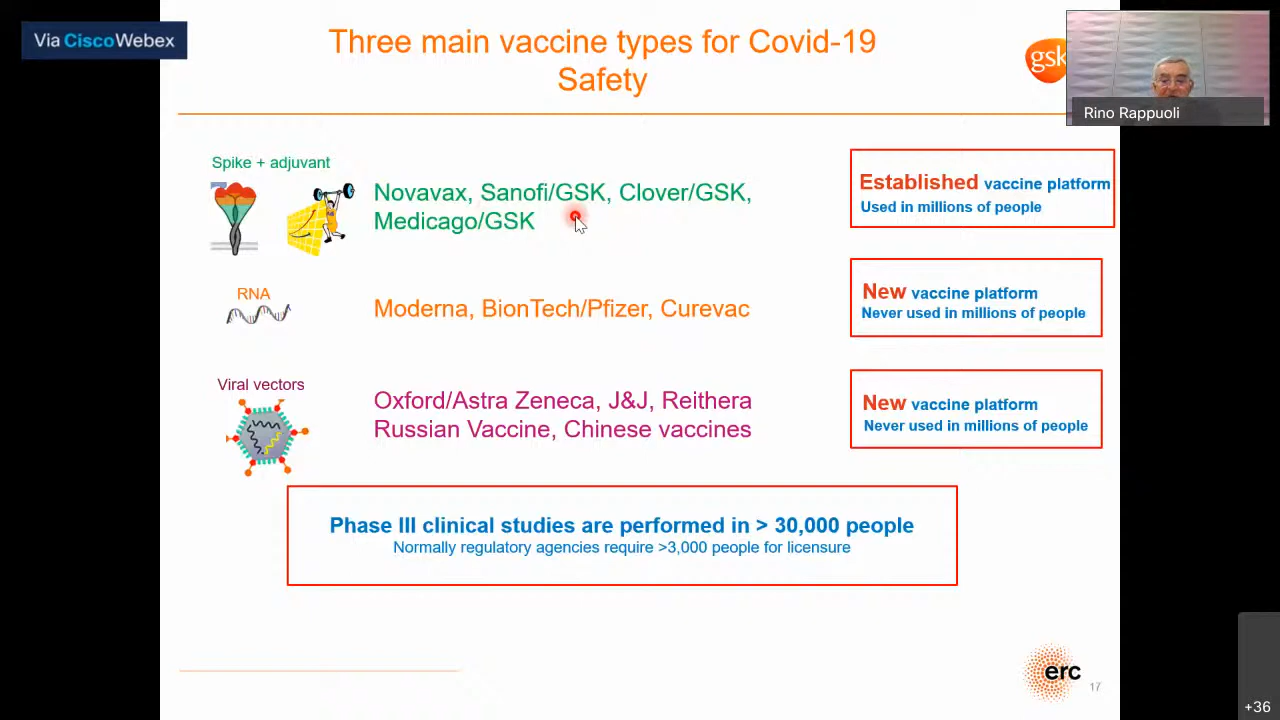 Via CiscoWebex
Three main vaccine types for Covid-19
Safety
gsk
Rino Rappuoli
Spike + adjuvant
Novavax, Sanofi/GSK, Clover/GSK,
Medicago/GSK
Established vaccine platform
Used in millions of people
RNA
Moderna, BionTech/Pfizer, Curevac
New vaccine platform
Never used in millions of people
Viral vectors
Oxford/Astra Zeneca, J&J, Reithera
Russian Vaccine, Chinese vaccines
New vaccine platform
Never used in millions of people
Phase III clinical studies are performed in > 30,000 people
Normally regulatory agencies require >3,000 people for licensure
erc
17
+36